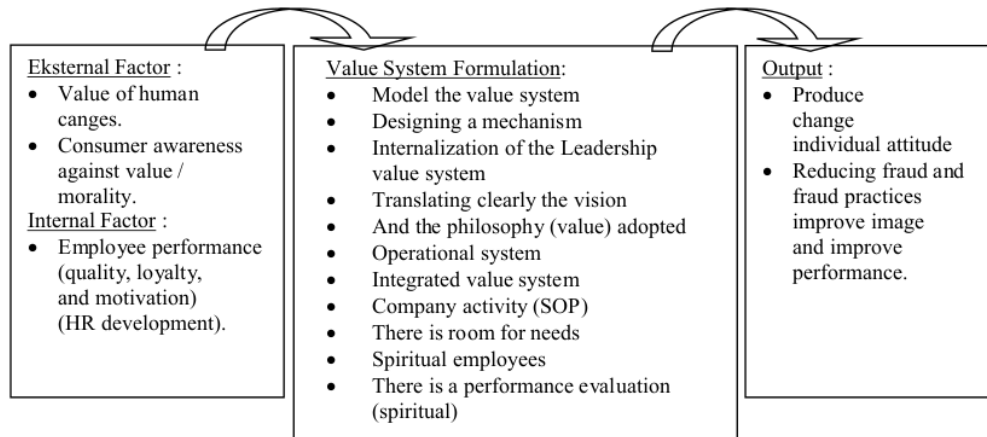 Eksternal Factor :
• Value of human
canges.
• Consumer awareness
against value /
morality.
Internal Factor :
• Employee performance
(quality, loyalty,
and motivation)
(HR development).
Value System Formulation:
• Model the value system
• Designing a mechanism
• Internalization of the Leadership
value system
• Translating clearly the vision
• And the philosophy (value) adopted
• Operational system
• Integrated value system
• Company activity (SOP)
• There is room for needs
• Spiritual employees
• There is a performance evaluation
(spiritual)
Output :
• Produce
change
individual attitude
• Reducing fraud and
fraud practices
improve image
and improve
performance.